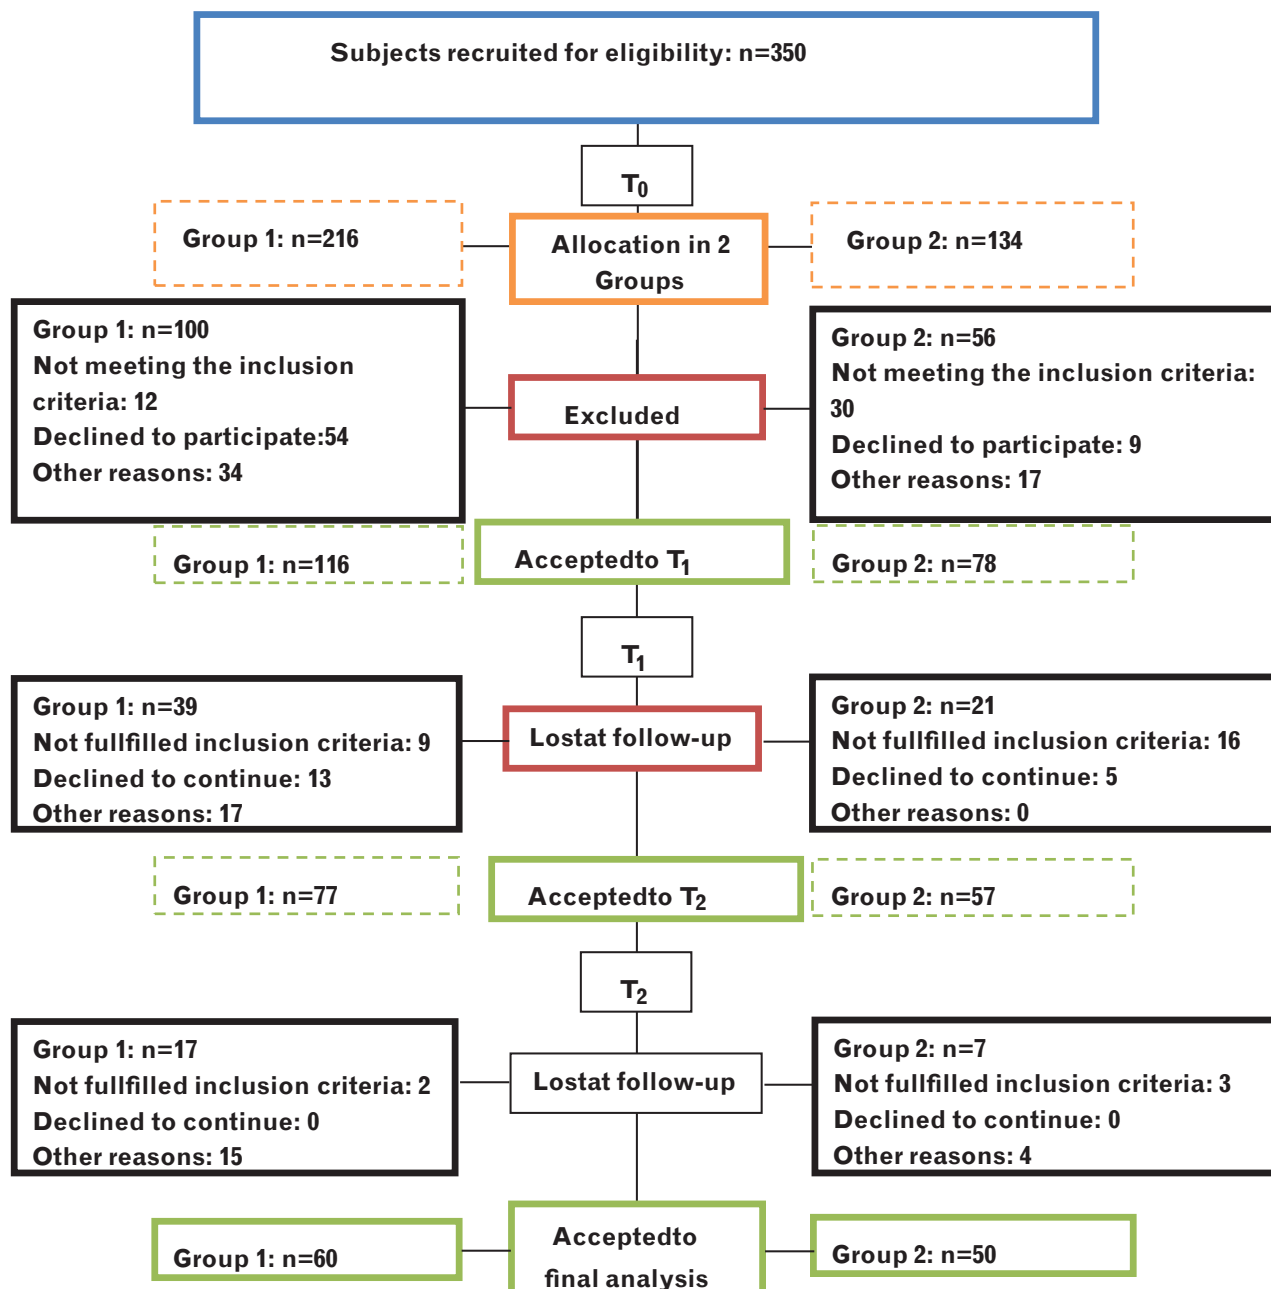 Subjects recruited for eligibility: n=350
T0
Group 1: n=216
Allocation in 2
Groups
Group 2: n=134
Group 1: n=100
Not meeting the inclusion
criteria: 12
Declined to participate:54
Other reasons: 34
Excluded
Group 2: n=56
Not meeting the inclusion criteria:
30
Declined to participate: 9
Other reasons: 17
Group 1: n=116
Acceptedto T1
Group 2: n=78
T1
Group 1: n=39
Not fullfilled inclusion criteria: 9
Declined to continue: 13
Other reasons: 17
Lostat follow-up
Group 2: n=21
Not fullfilled inclusion criteria: 16
Declined to continue: 5
Other reasons: 0
Group 1: n=77
Acceptedto T2
Group 2: n=57
T2
Group 1: n=17
Not fullfilled inclusion criteria: 2
Declined to continue: 0
Other reasons: 15
Lostat follow-up
Group 2: n=7
Not fullfilled inclusion criteria: 3
Declined to continue: 0
Other reasons: 4
Group 1: n=60
Acceptedto
final analysis
Group 2: n=50